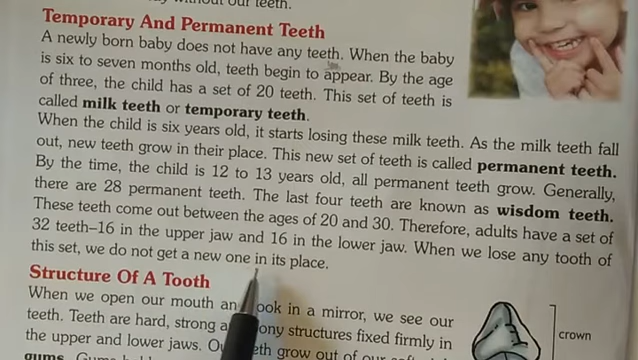 without our teeth.
Temporary And Permanent Teeth
A newly born baby does not have any teeth. When the baby
is six to seven months old, teeth begin to appear. By the age
of three, the child has a set of 20 teeth. This set of teeth is
called milk teeth or temporary teeth.
When the child is six years old, it starts losing these milk teeth. As the milk teeth fall
out, new teeth grow in their place. This new set of teeth is called permanent teeth.
By the time, the child is 12 to 13 years old, all permanent teeth grow. Generally,
there are 28 permanent teeth. The last four teeth are known as wisdom teeth.
These teeth come out between the ages of 20 and 30. Therefore, adults have a set of
32 teeth–16 in the upper jaw and 16 in the lower jaw. When we lose any tooth of
this set, we do not get a new one in its place.
Structure Of A Tooth
When we open our mouth an ook in a mirror, we see our
teeth. Teeth are hard, strong a ony structures fixed firmly in
the upper and lower jaws. eth grow out of our
gums.
crown